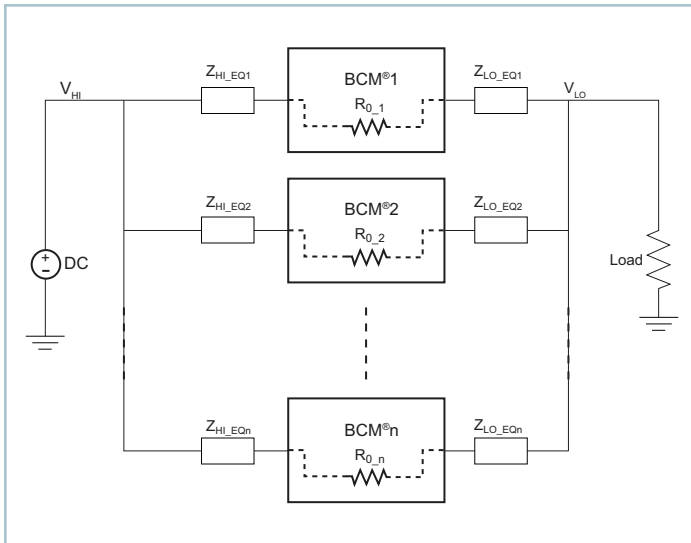 Z_HI_EQ1
BCM®1
Z_LO_EQ1
V_HI
R_0_1
V_LO
Z_HI_EQ2
BCM®2
Z_LO_EQ2
R_0_2
+
DC
Load
Z_HI_EQn
BCM®n
Z_LO_EQn
R_0_n